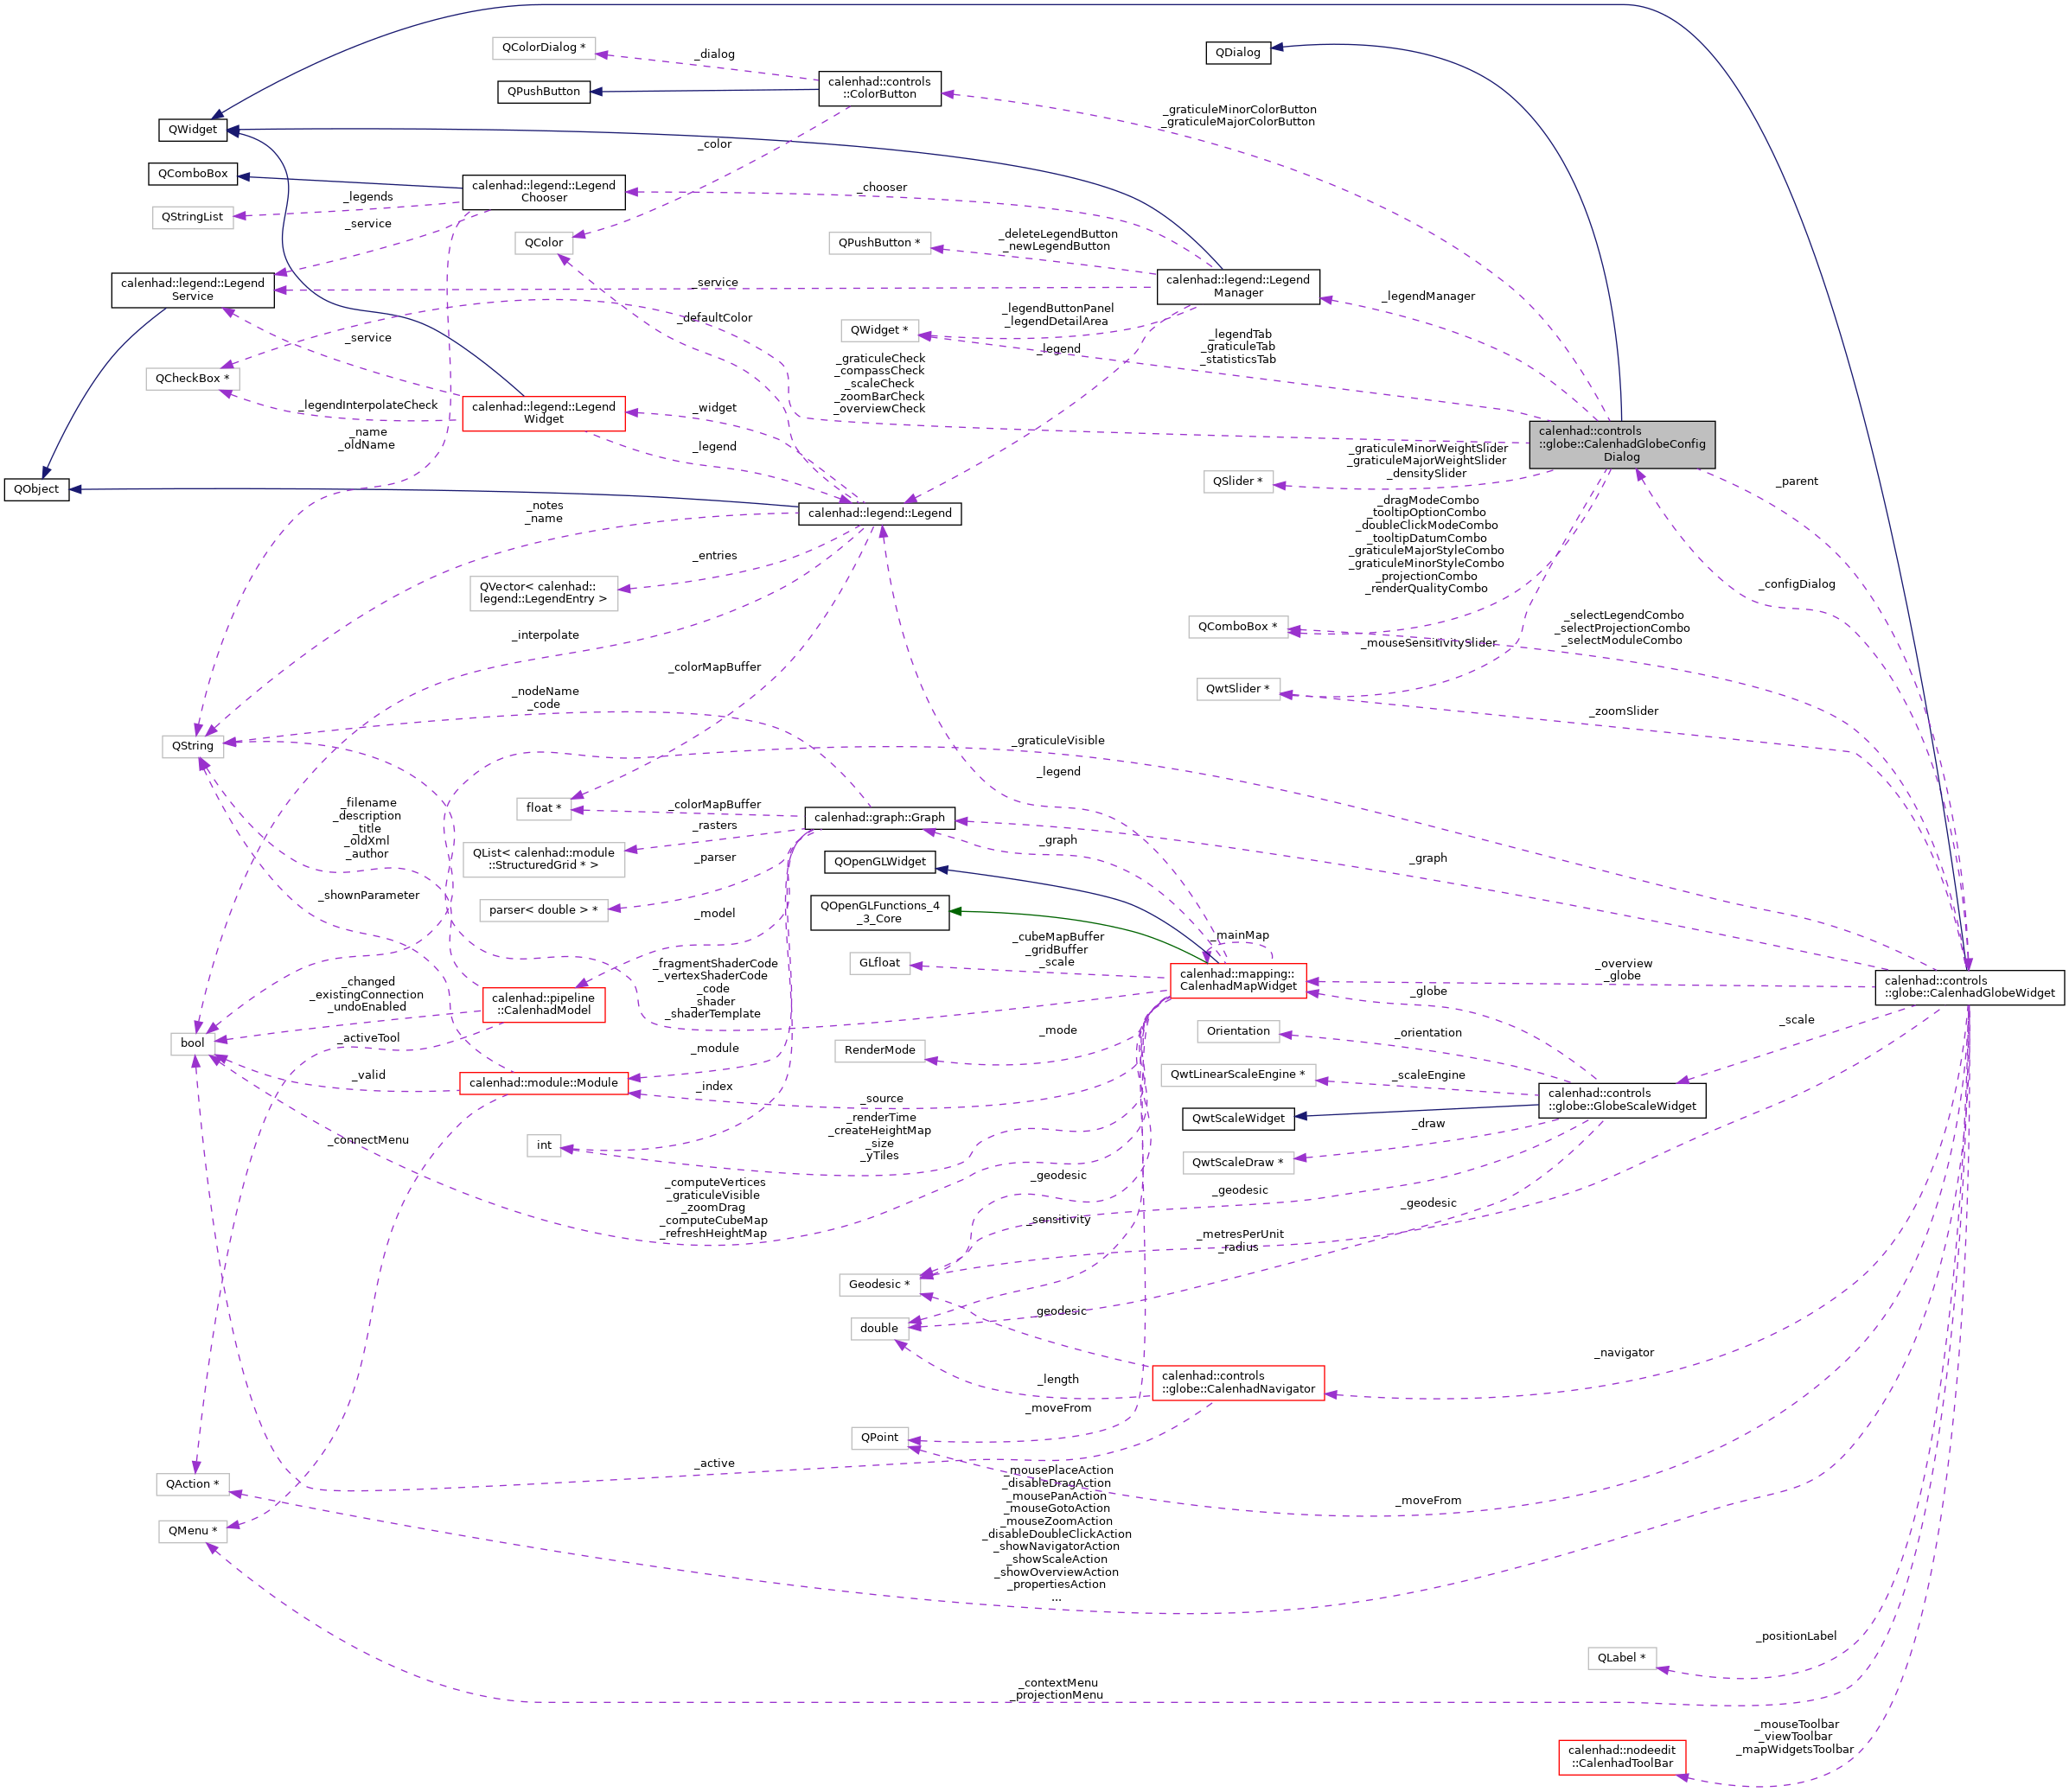 QColorDialog *
_dialog
QDialog
calenhad::controls
::ColorButton
QPushButton
_graticuleMinorColorButton
_graticuleMajorColorButton
QWidget
_color
QComboBox
calenhad::legend::Legend
Chooser
_chooser
_legends
QStringList
_service
QColor
QPushButton *
_deleteLegendButton
_newLegendButton
calenhad::legend::Legend
Service
_service
calenhad::legend::Legend
Manager
_legendManager
_defaultColor
_legendButtonPanel
_legendDetailArea
QWidget *
_service
_legend
_legendTab
_graticuleTab
_statisticsTab
QCheckBox *
_graticuleCheck
_compassCheck
_scaleCheck
_zoomBarCheck
_overviewCheck
_legendInterpolateCheck
calenhad::legend::Legend
Widget
_widget
_name
_oldName
_legend
calenhad::controls
::globe::CalenhadGlobeConfig
Dialog
_graticuleMinorWeightSlider
_graticuleMajorWeightSlider
_densitySlider
QSlider *
_parent
QObject
calenhad::legend::Legend
_notes
_name
_dragModeCombo
_tooltipOptionCombo
_doubleClickModeCombo
_tooltipDatumCombo
_graticuleMajorStyleCombo
_graticuleMinorStyleCombo
_projectionCombo
_renderQualityCombo
_entries
QVector< calenhad::
legend::LegendEntry >
_configDialog
QComboBox *
_selectLegendCombo
_selectProjectionCombo
_selectModuleCombo
_interpolate
_mouseSensitivitySlider
_colorMapBuffer
QwtSlider *
_nodeName
_code
_zoomSlider
QString
_graticuleVisible
_legend
_filename
_description
_title
_oldXml
_author
float *
_colorMapBuffer
calenhad::graph::Graph
_rasters
_graph
QList< calenhad::module
::StructuredGrid * >
_parser
QOpenGLWidget
_graph
_shownParameter
parser< double > *
_model
QOpenGLFunctions_4
_3_Core
_mainMap
_cubeMapBuffer
_gridBuffer
_scale
GLfloat
_fragmentShaderCode
_vertexShaderCode
_code
_shader
_shaderTemplate
calenhad::mapping::
CalenhadMapWidget
_overview
_globe
calenhad::controls
::globe::CalenhadGlobeWidget
_changed
_existingConnection
_undoEnabled
calenhad::pipeline
::CalenhadModel
_globe
bool
_activeTool
RenderMode
_mode
Orientation
_orientation
_scale
_module
_valid
calenhad::module::Module
_index
_source
QwtLinearScaleEngine *
_scaleEngine
calenhad::controls
::globe::GlobeScaleWidget
QwtScaleWidget
_connectMenu
int
_renderTime
_createHeightMap
_size
_yTiles
_draw
QwtScaleDraw *
_computeVertices
_graticuleVisible
_zoomDrag
_computeCubeMap
_refreshHeightMap
_geodesic
_geodesic
_geodesic
_sensitivity
_metresPerUnit
_radius
Geodesic *
_geodesic
double
_navigator
calenhad::controls
::globe::CalenhadNavigator
_length
_moveFrom
QPoint
_active
QAction *
_mousePlaceAction
_disableDragAction
_mousePanAction
_mouseGotoAction
_mouseZoomAction
_disableDoubleClickAction
_showNavigatorAction
_showScaleAction
_showOverviewAction
_propertiesAction
...
_moveFrom
QMenu *
_positionLabel
QLabel *
_contextMenu
_projectionMenu
_mouseToolbar
_viewToolbar
_mapWidgetsToolbar
calenhad::nodeedit
::CalenhadToolBar